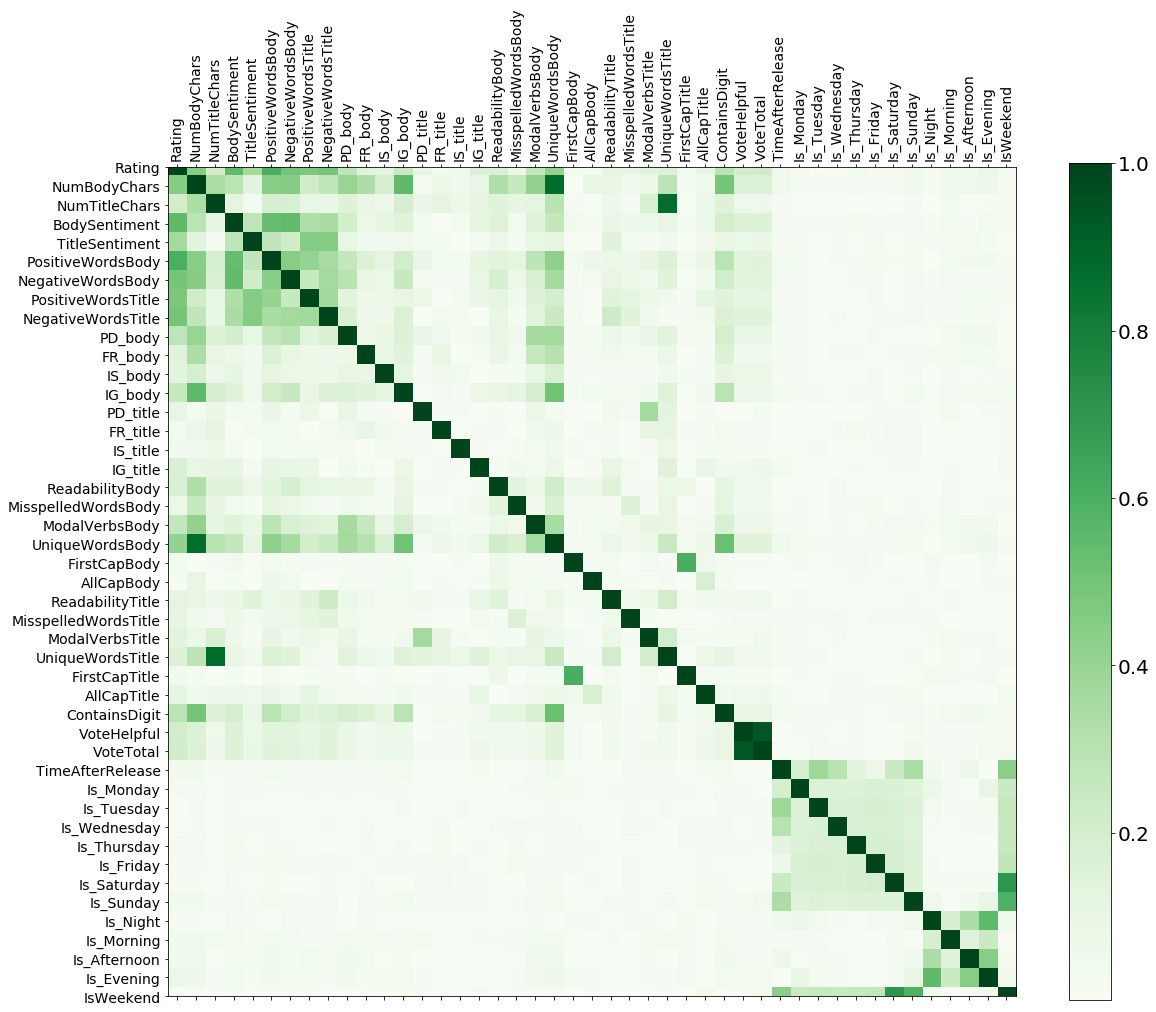 Rating
NumBodyChars
NumTitleChars
BodySentiment
TitleSentiment
PositiveWordsBody
NegativeWordsBody
PositiveWordsTitle
NegativeWordsTitle
PD_body
FR_body
IS_body
IG_body
PD_title
FR_title
IS_title
IG_title
ReadabilityBody
MisspelledWordsBody
ModalVerbsBody
UniqueWordsBody
FirstCapBody
AllCapBody
ReadabilityTitle
MisspelledWordsTitle
ModalVerbsTitle
UniqueWordsTitle
FirstCapTitle
AllCapTitle
ContainsDigit
VoteHelpful
VoteTotal
TimeAfterRelease
Is_Monday
Is_Tuesday
Is_Wednesday
Is_Thursday
Is_Friday
Is_Saturday
Is_Sunday
Is_Night
Is_Morning
Is_Afternoon
Is_Evening
IsWeekend
Rating
NumBodyChars
NumTitleChars
BodySentiment
TitleSentiment
PositiveWordsBody
NegativeWordsBody
PositiveWordsTitle
NegativeWordsTitle
PD_body
FR_body
IS_body
IG_body
PD_title
FR_title
IS_title
IG_title
ReadabilityBody
MisspelledWordsBody
ModalVerbsBody
UniqueWordsBody
FirstCapBody
AllCapBody
ReadabilityTitle
MisspelledWordsTitle
ModalVerbsTitle
UniqueWordsTitle
FirstCapTitle
AllCapTitle
ContainsDigit
VoteHelpful
VoteTotal
TimeAfterRelease
Is_Monday
Is_Tuesday
Is_Wednesday
Is_Thursday
Is_Friday
Is_Saturday
Is_Sunday
Is_Night
Is_Morning
Is_Afternoon
Is_Evening
IsWeekend
1.0
0.8
0.6
0.4
0.2